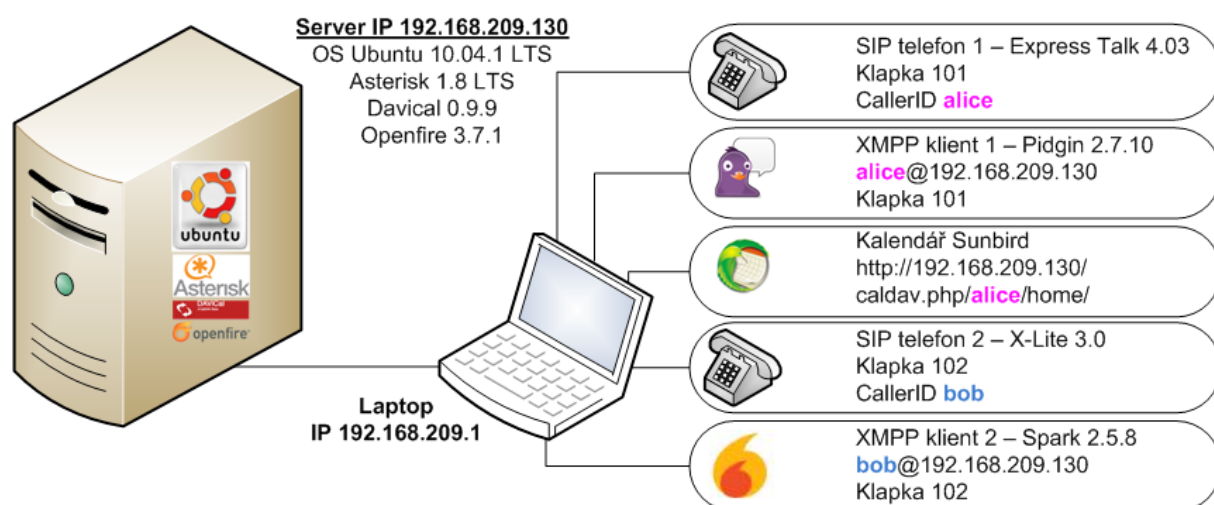 Server IP 192.168.209.130
OS Ubuntu 10.04.1 LTS
Asterisk 1.8 LTS
Davical 0.9.9
Openfire 3.7.1
ubuntu
Asterisk
DAViCal
openfire
Laptop
IP 192.168.209.1
SIP telefon 1 – Express Talk 4.03
Klapka 101
CallerID alice
XMPP klient 1 – Pidgin 2.7.10
alice@192.168.209.130
Klapka 101
Kalendář Sunbird
http://192.168.209.130/
caldav.php/alice/home/
SIP telefon 2 – X-Lite 3.0
Klapka 102
CallerID bob
XMPP klient 2 – Spark 2.5.8
bob@192.168.209.130
Klapka 102